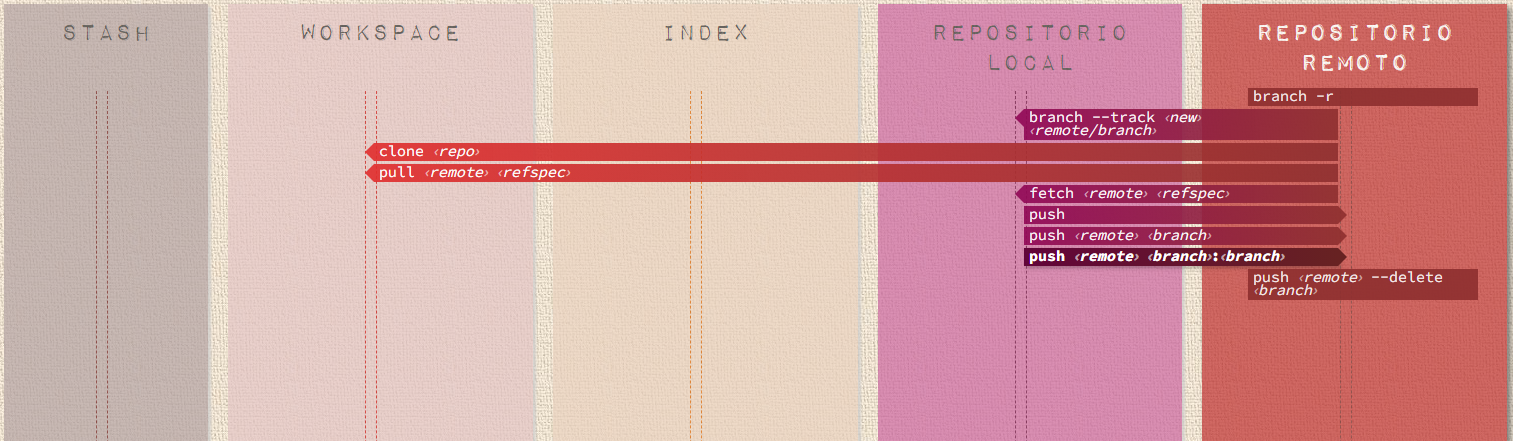 STASH
WORKSPACE
INDEX
REPOSITORIO
LOCAL
REPOSITORIO
REMOTO
branch -r
branch --track ‹new›
‹remote/branch›
clone ‹repo›
pull ‹remote› ‹refspec›
fetch ‹remote› ‹refspec›
push
push ‹remote› ‹branch›
push ‹remote› ‹branch›:‹branch›
push ‹remote› --delete
‹branch›